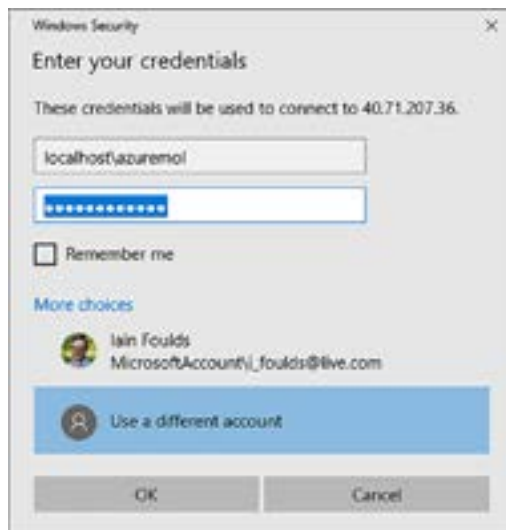 Windows Security
Enter your credentials
These credentials will be used to connect to 40.71.207.36.
localhost\azuremol
••••••••••••
Remember me
More choices
Iain Foulds
MicrosoftAccount\i_foulds@live.com
Use a different account
OK
Cancel